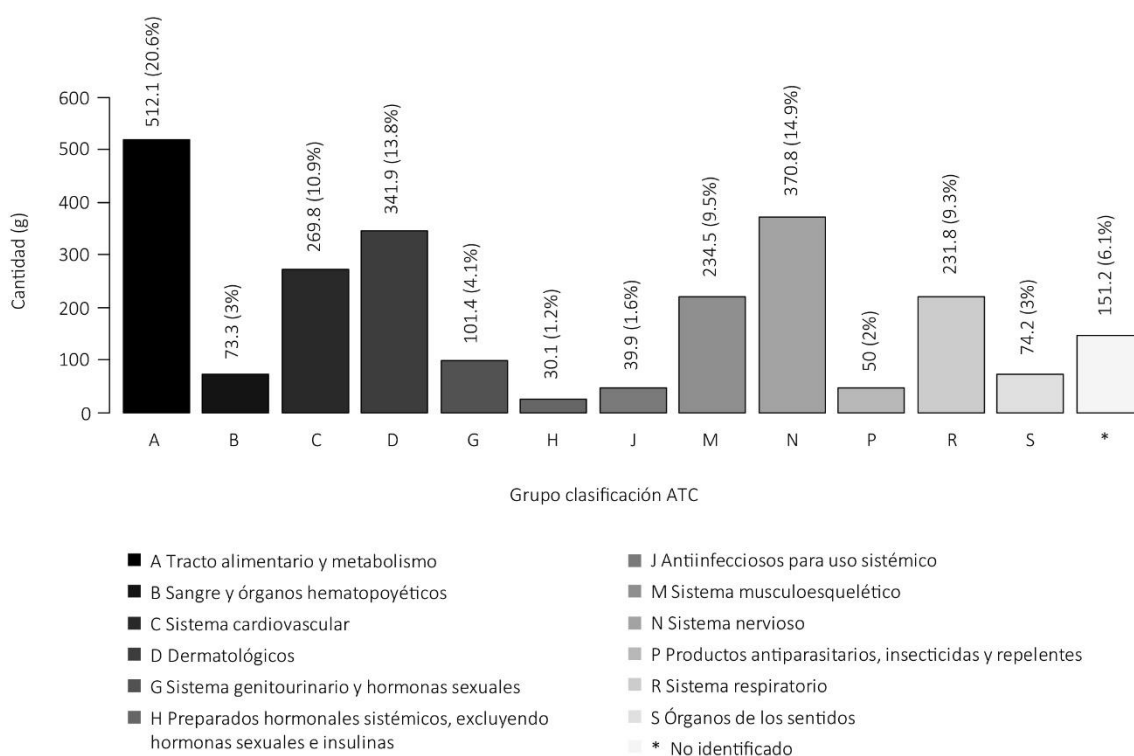 512.1 (20.6%)
73.3 (3%)
269.8 (10.9%)
341.9 (13.8%)
101.4 (4.1%)
30.1 (1.2%)
39.9 (1.6%)
234.5 (9.5%)
370.8 (14.9%)
50 (2%)
231.8 (9.3%)
74.2 (3%)
151.2 (6.1%)
Cantidad (g)
600
500
400
300
200
100
0
A B C D G H J M N P R S *
Grupo clasificación ATC
A Tracto alimentario y metabolismo
B Sangre y órganos hematopoyéticos
C Sistema cardiovascular
D Dermatológicos
G Sistema genitourinario y hormonas sexuales
H Preparados hormonales sistémicos, excluyendo
hormonas sexuales e insulinas
J Antiinfecciosos para uso sistémico
M Sistema musculoesquelético
N Sistema nervioso
P Productos antiparasitarios, insecticidas y repelentes
R Sistema respiratorio
S Órganos de los sentidos
* No identificado